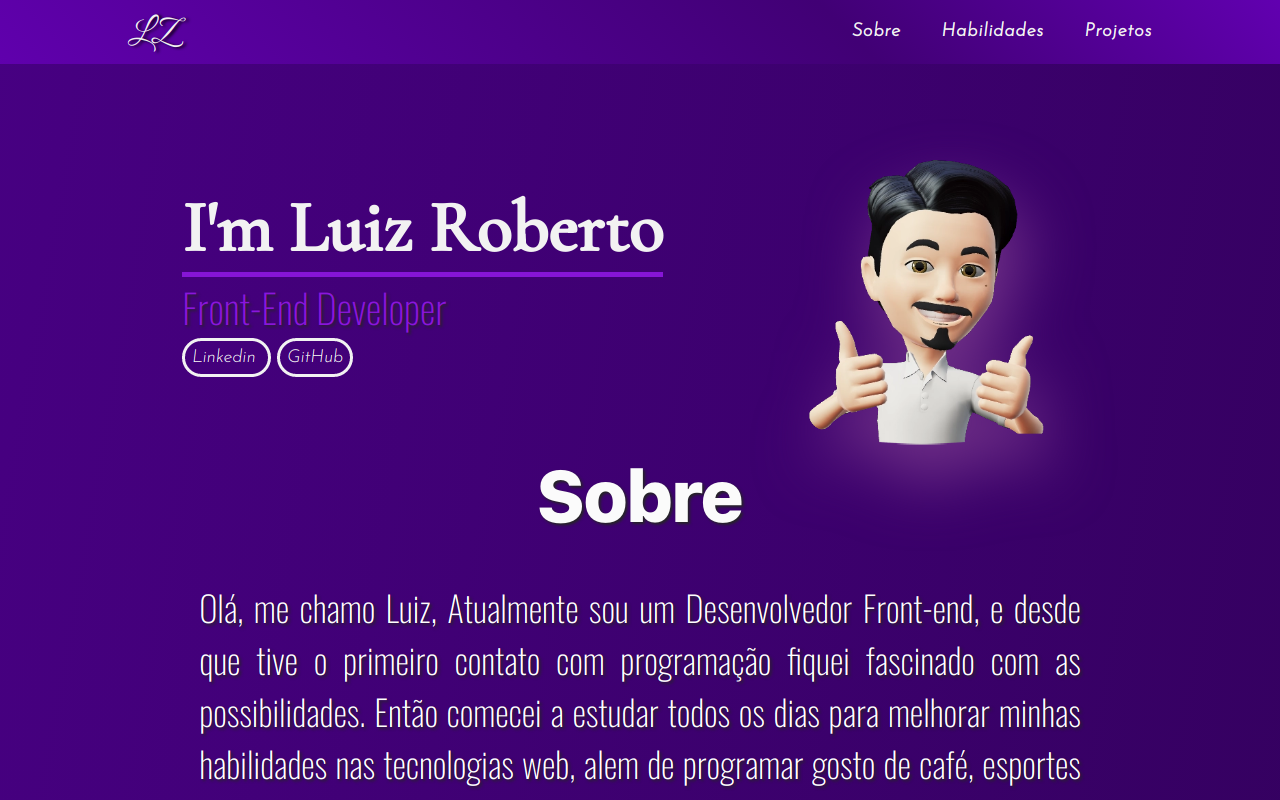 LZ
Sobre Habilidades Projetos
I'm Luiz Roberto
Front-End Developer
Linkedin GitHub
Sobre
Olá, me chamo Luiz, Atualmente sou um Desenvolvedor Front-end, e desde
que tive o primeiro contato com programação fiquei fascinado com as
possibilidades. Então comecei a estudar todos os dias para melhorar minhas
habilidades nas tecnologias web, alem de programar gosto de café, esportes